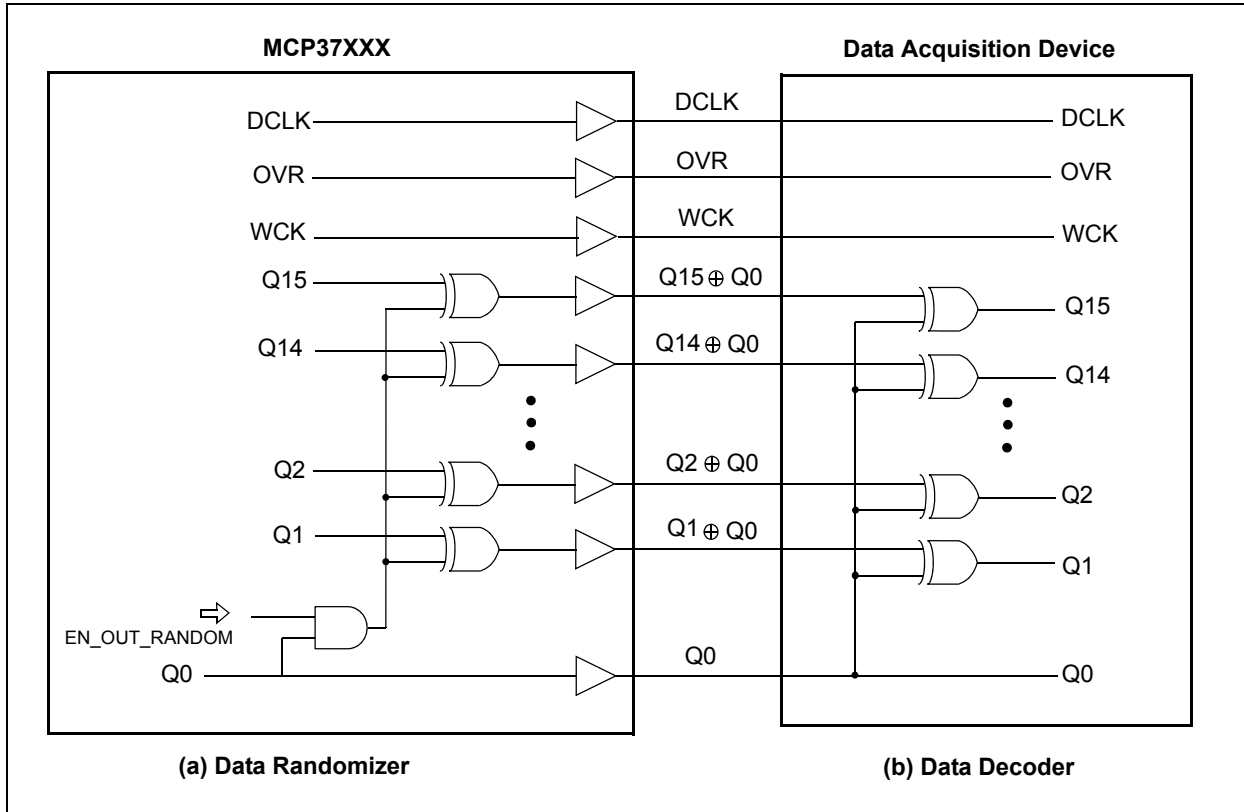 MCP37XXX
Data Acquisition Device
DCLK
DCLK
DCLK
OVR
OVR
OVR
WCK
WCK
WCK
Q15
Q15 ⊕ Q0
Q15
Q14
Q14 ⊕ Q0
Q14
Q2
Q2 ⊕ Q0
Q2
Q1
Q1 ⊕ Q0
Q1
EN_OUT_RANDOM
Q0
Q0
Q0
(a) Data Randomizer
(b) Data Decoder